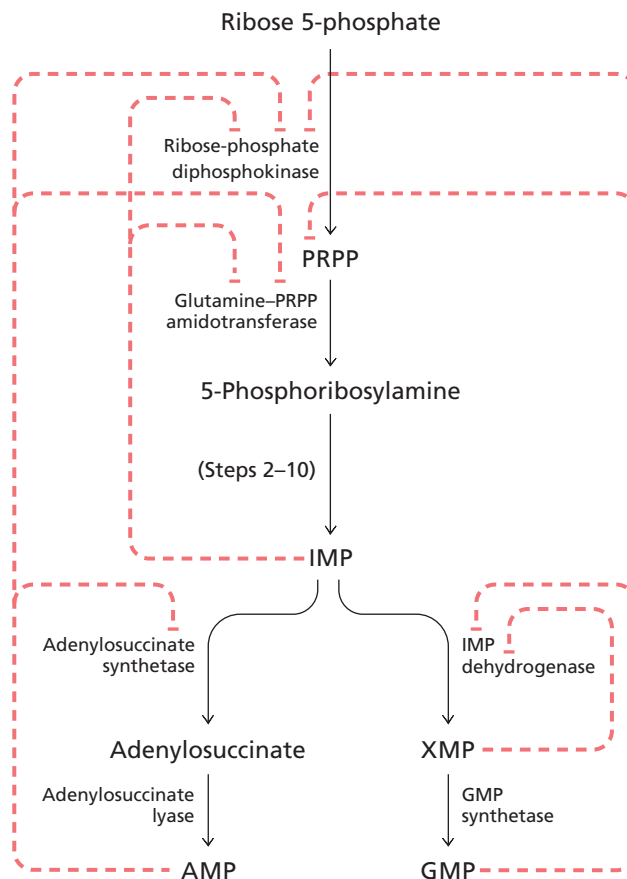 Ribose 5-phosphate
Ribose-phosphate
diphosphokinase
PRPP
Glutamine–PRPP
amidotransferase
5-Phosphoribosylamine
(Steps 2–10)
IMP
Adenylosuccinate
synthetase
IMP
dehydrogenase
Adenylosuccinate
XMP
Adenylosuccinate
lyase
GMP
synthetase
AMP
GMP